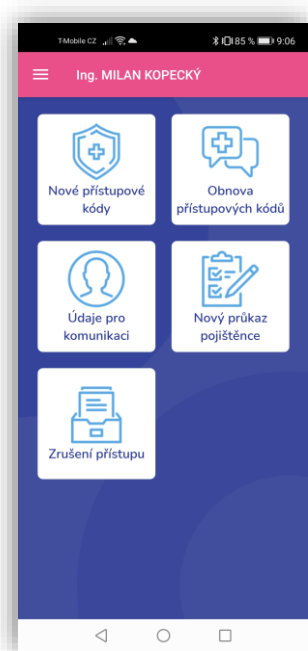 T-Mobile CZ 85 % 9:06
Ing. MILAN KOPECKÝ
Nové přístupové
kódy
Obnova
přístupových kódů
Údaje pro
komunikaci
Nový průkaz
pojištěnce
Zrušení přístupu